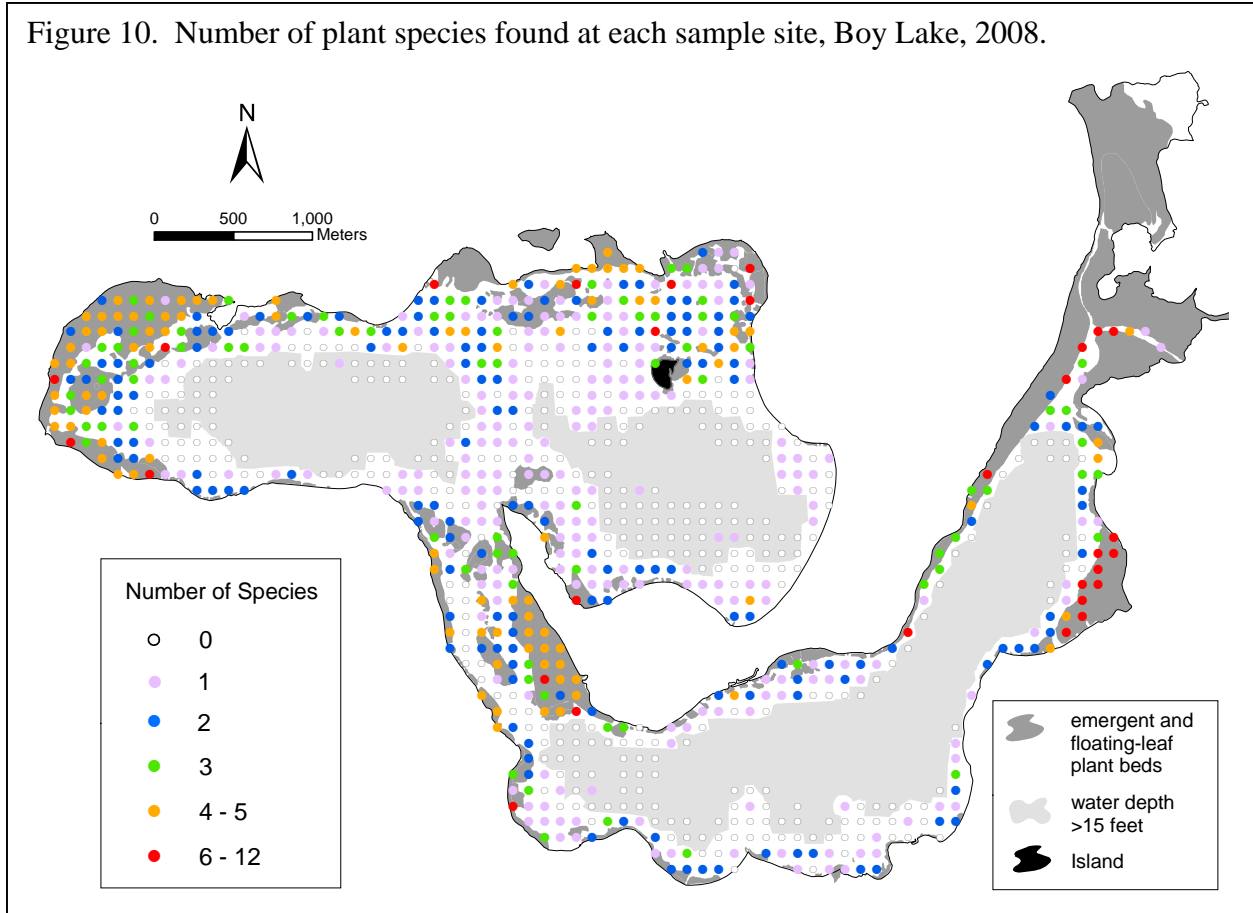 Figure 10.  Number of plant species found at each sample site, Boy Lake, 2008.
N
0 500 1,000
Meters
Number of Species
0
1
2
3
4 - 5
6 - 12
emergent and
floating-leaf
plant beds
water depth
>15 feet
Island